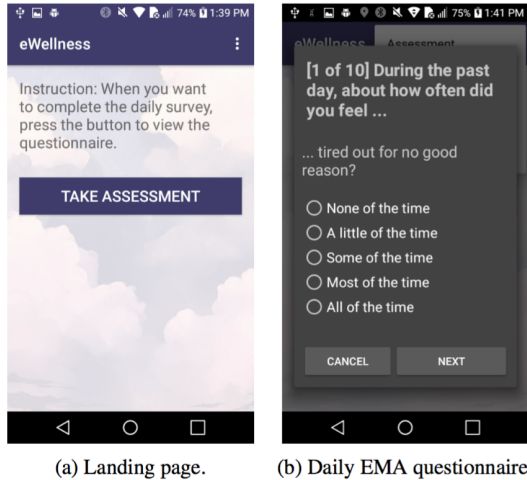 74% 1:39 PM
eWellness
Instruction: When you want
to complete the daily survey,
press the button to view the
questionnaire.
TAKE ASSESSMENT
(a) Landing page.
75% 1:41 PM
eWellness Assessment
[1 of 10] During the past
day, about how often did
you feel ...
... tired out for no good
reason?
None of the time
A little of the time
Some of the time
Most of the time
All of the time
CANCEL NEXT
(b) Daily EMA questionnaire